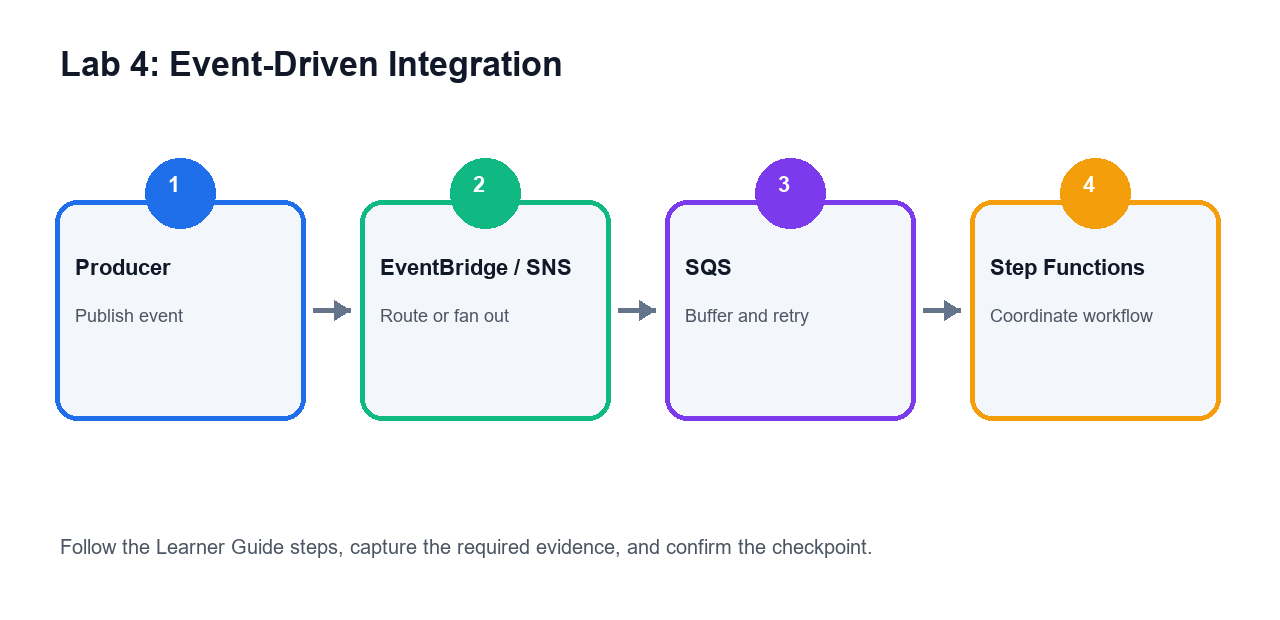 Lab 4: Event-Driven Integration
1
2
3
4
Producer
EventBridge / SNS
SQS
Step Functions
Publish event
Route or fan out
Buffer and retry
Coordinate workflow
Follow the Learner Guide steps, capture the required evidence, and confirm the checkpoint.